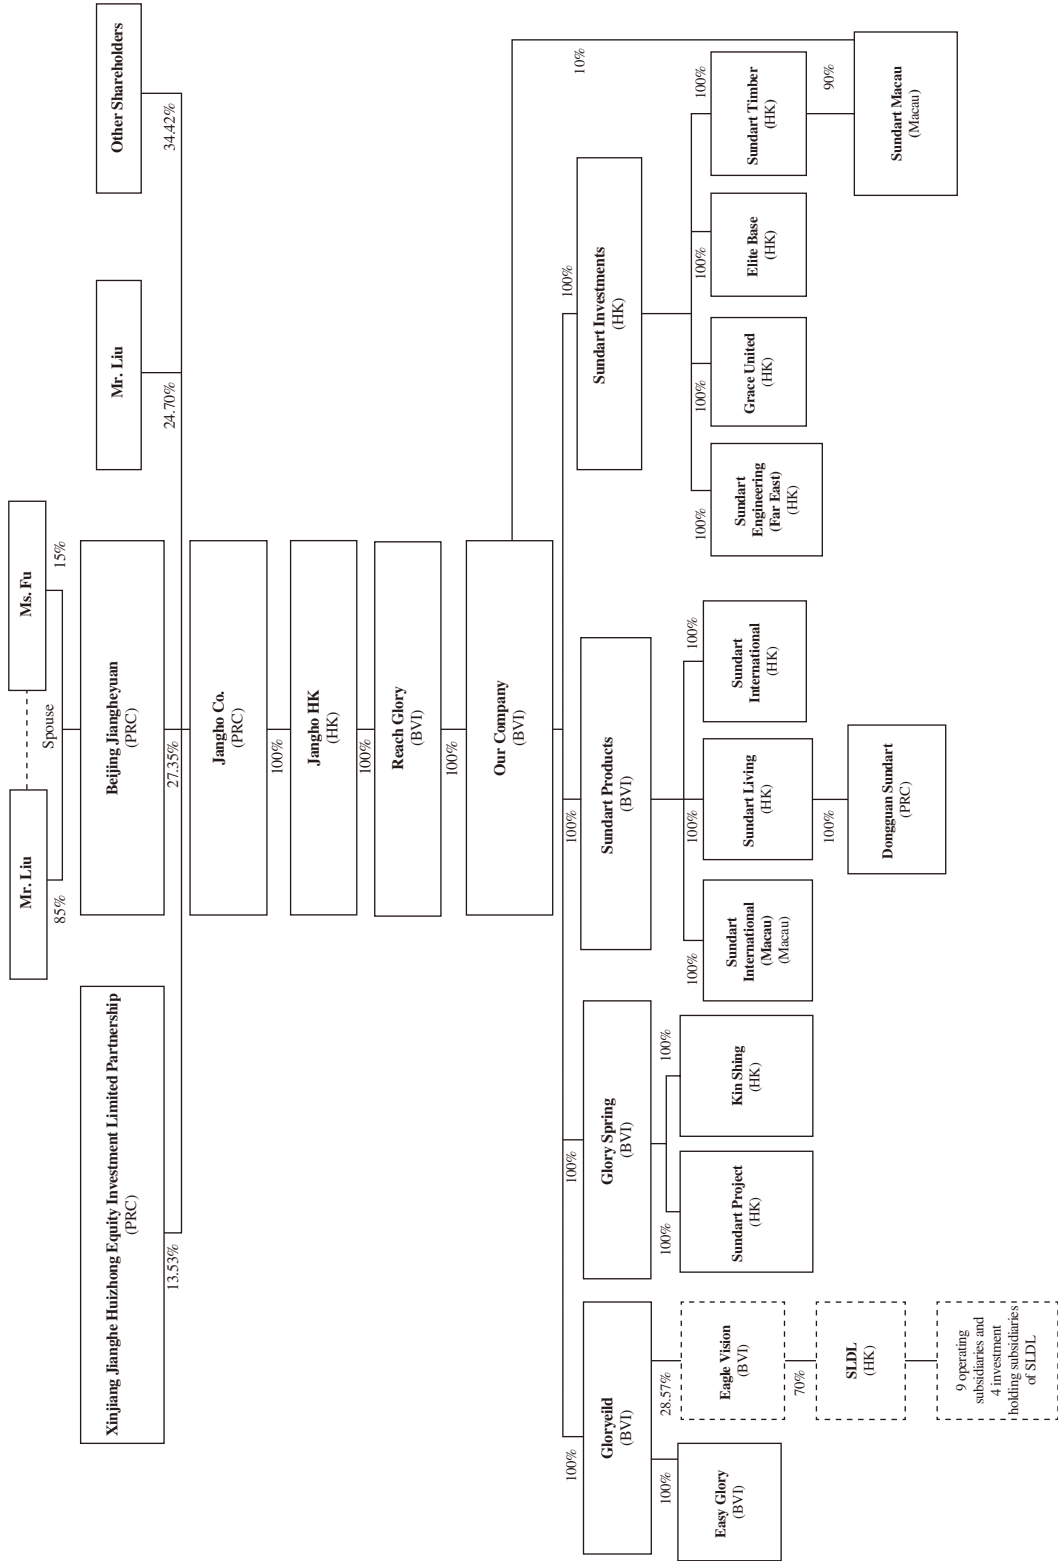 Mr. Liu
Ms. Fu
Spouse
85%
15%
Xinjiang Jianghe Huizhong Equity Investment Limited Partnership
(PRC)
Beijing Jiangheyuan
(PRC)
Mr. Liu
Other Shareholders
13.53%
27.35%
24.70%
34.42%
Jangho Co.
(PRC)
100%
Jangho HK
(HK)
100%
Reach Glory
(BVI)
100%
Our Company
(BVI)
100%
100%
100%
100%
10%
Gloryeild
(BVI)
Glory Spring
(BVI)
Sundart Products
(BVI)
Sundart Investments
(HK)
100%
28.57%
100%
100%
100%
100%
100%
100%
100%
100%
100%
Easy Glory
(BVI)
Eagle Vision
(BVI)
Sundart Project
(HK)
Kin Shing
(HK)
Sundart
International
(Macau)
(Macau)
Sundart Living
(HK)
Sundart
International
(HK)
Sundart
Engineering
(Far East)
(HK)
Grace United
(HK)
Elite Base
(HK)
Sundart Timber
(HK)
70%
100%
90%
SLDL
(HK)
Dongguan Sundart
(PRC)
Sundart Macau
(Macau)
9 operating
subsidiaries and
4 investment
holding subsidiaries
of SLDL